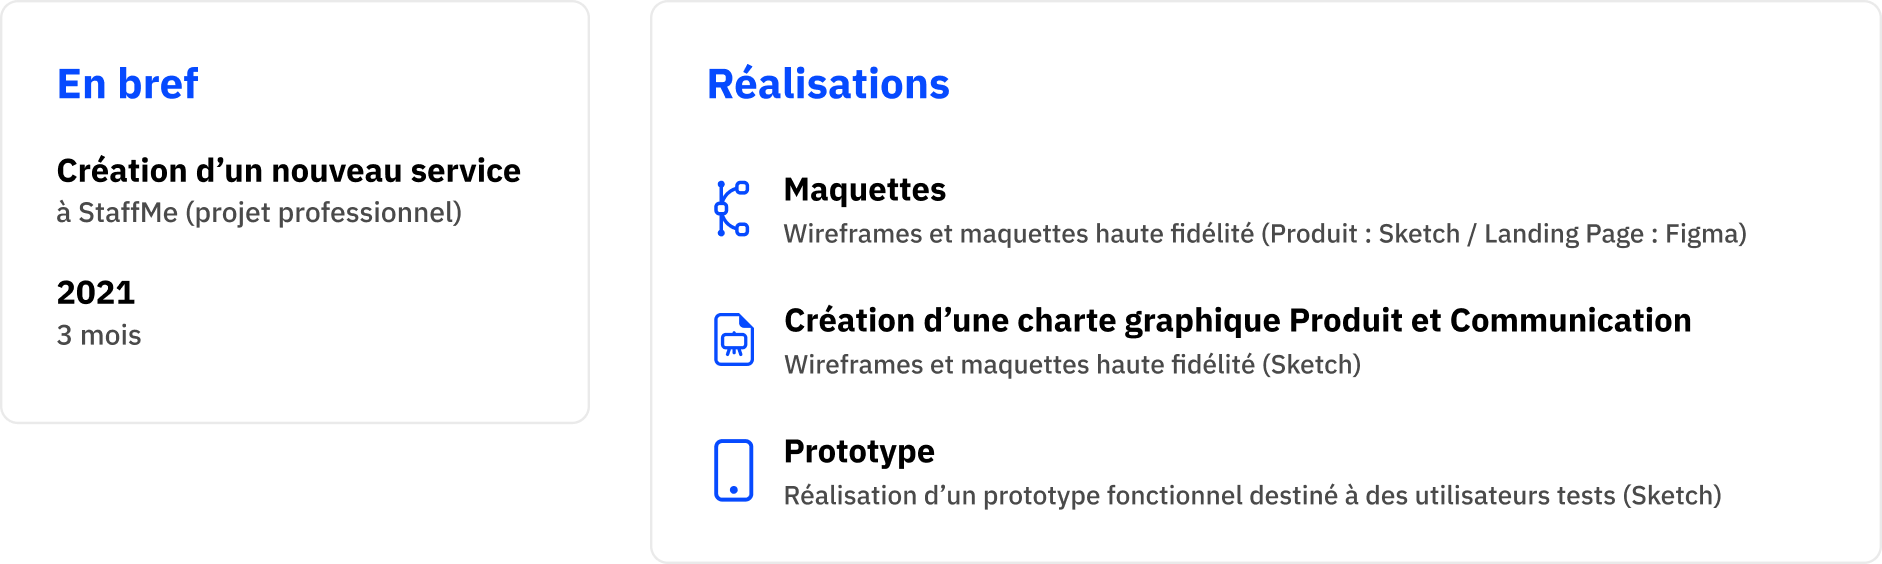 En bref
Création d’un nouveau service
à StaffMe (projet professionnel)
2021
3 mois
Réalisations
Maquettes
Wireframes et maquettes haute fidélité (Produit : Sketch / Landing Page : Figma)
Création d’une charte graphique Produit et Communication
Wireframes et maquettes haute fidélité (Sketch)
Prototype
Réalisation d’un prototype fonctionnel destiné à des utilisateurs tests (Sketch)